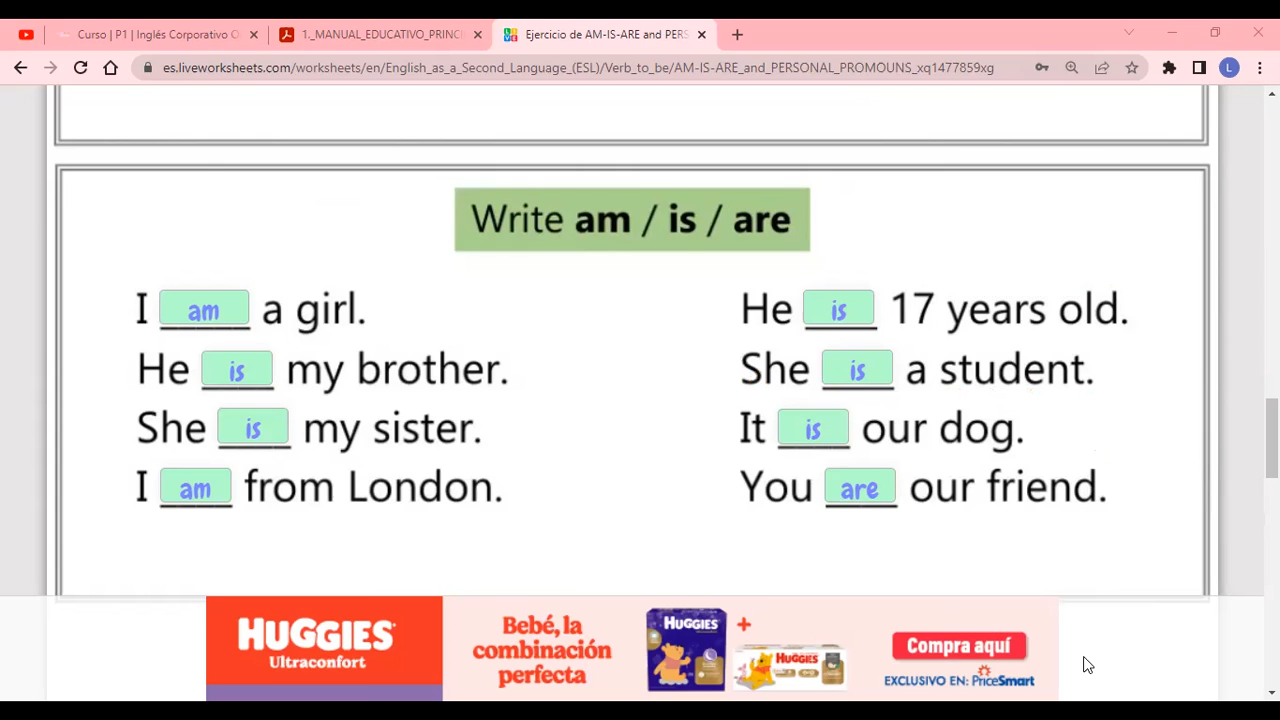 Curso | P1 | Inglés Corporativo O
1._MANUAL_EDUCATIVO_PRINCI
Ejercicio de AM-IS-ARE and PERS
es.liveworksheets.com/worksheets/en/English_as_a_Second_Language_(ESL)/Verb_to_be/AM-IS-ARE_and_PERSONAL_PROMOUNS_xq1477859xg
L
Write am / is / are
I am a girl.
He is my brother.
She is my sister.
I am from London.
He is 17 years old.
She is a student.
It is our dog.
You are our friend.
HUGGIES
Ultraconfort
Bebé, la
combinación
perfecta
HUGGIES
+
HUGGIES
Compra aquí
EXCLUSIVO EN: PriceSmart